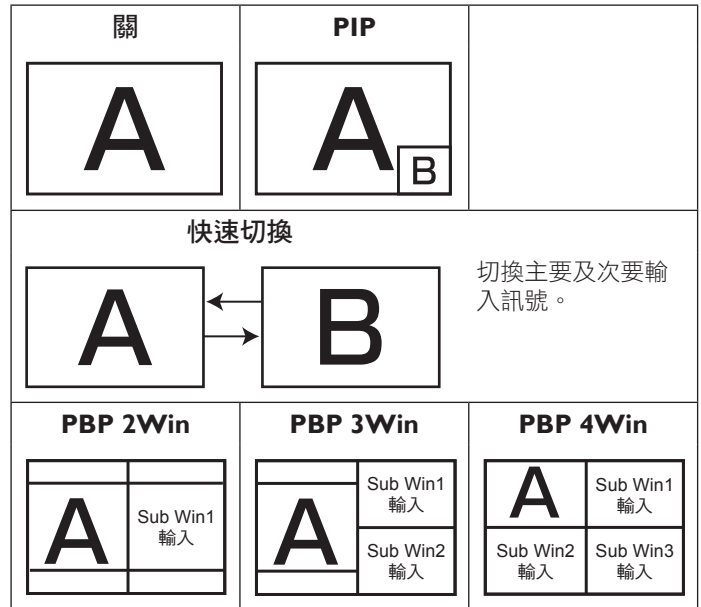 關
PIP
A
A
B
快速切換
A
B
切換主要及次要輸
入訊號。
PBP 2Win
PBP 3Win
PBP 4Win
A
Sub Win1
輸入
A
Sub Win1
輸入
Sub Win2
輸入
A
Sub Win1
輸入
Sub Win2
輸入
Sub Win3
輸入